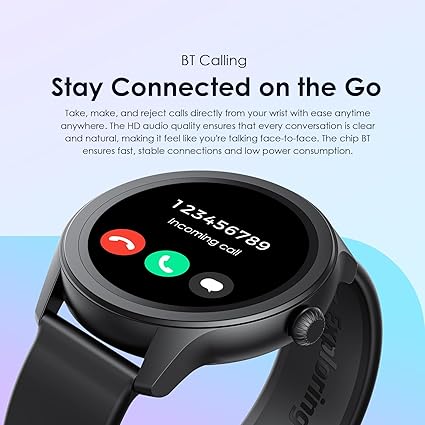 BT Calling
Stay Connected on the Go
Take, make, and reject calls directly from your wrist with ease anytime
anywhere. The HD audio quality ensures that every conversation is clear
and natural, making it feel like you're talking face-to-face. The chip BT
ensures fast, stable connections and low power consumption.
123456789
Incoming call
Exploring